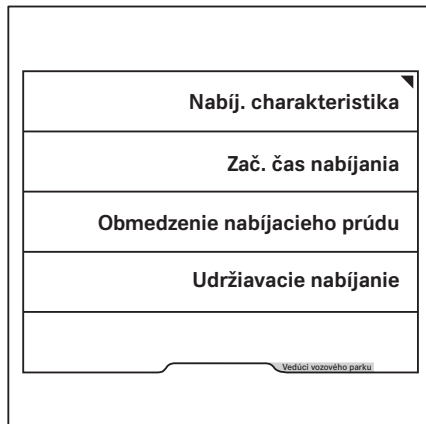 Nabíj. charakteristika
Zač. čas nabíjania
Obmedzenie nabíjacieho prúdu
Udržiavacie nabíjanie
Vedúci vozového parku